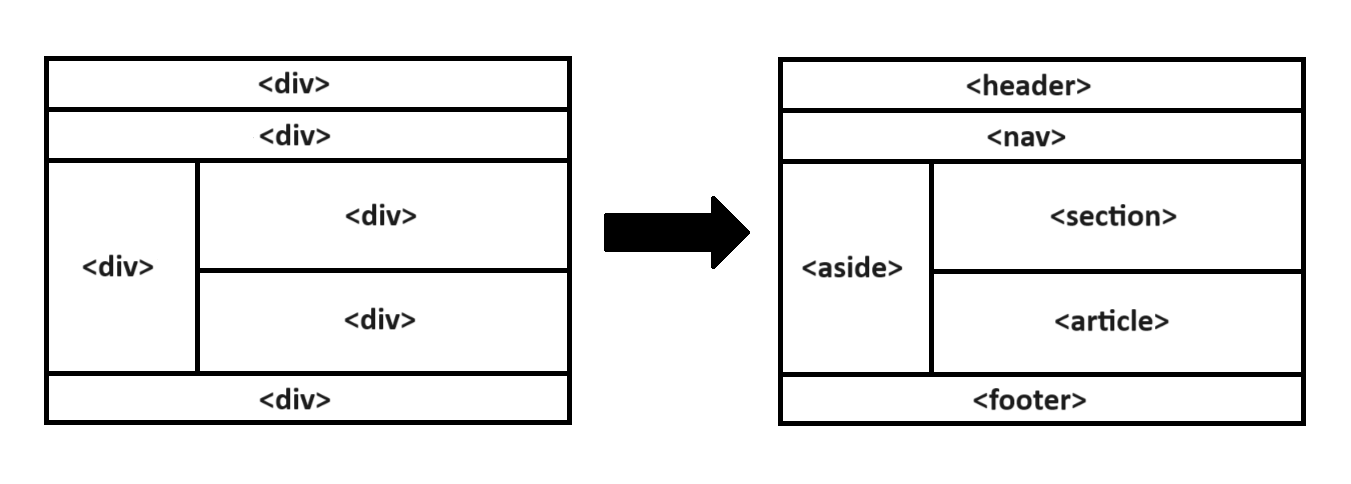 <div>
<div>
<div>
<div>
<div>
<div>
<header>
<nav>
<aside>
<section>
<article>
<footer>